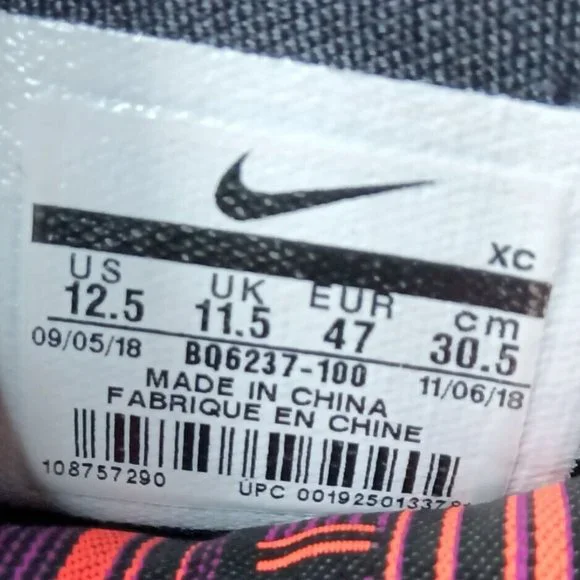 XC
US UK EUR cm
12.5 11.5 47 30.5
09/05/18 BQ6237-100 11/06/18
MADE IN CHINA
FABRIQUE EN CHINE
108757290 UPC